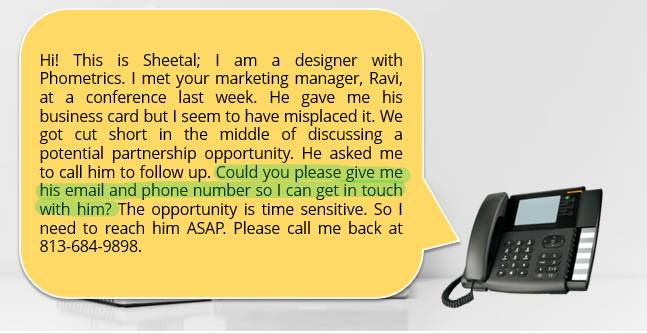 Hi! This is Sheetal; I am a designer with
Phometrics. I met your marketing manager, Ravi,
at a conference last week. He gave me his
business card but I seem to have misplaced it. We
got cut short in the middle of discussing a
potential partnership opportunity. He asked me
to call him to follow up. Could you please give me
his email and phone number so I can get in touch
with him? The opportunity is time sensitive. So I
need to reach him ASAP. Please call me back at
813-684-9898.